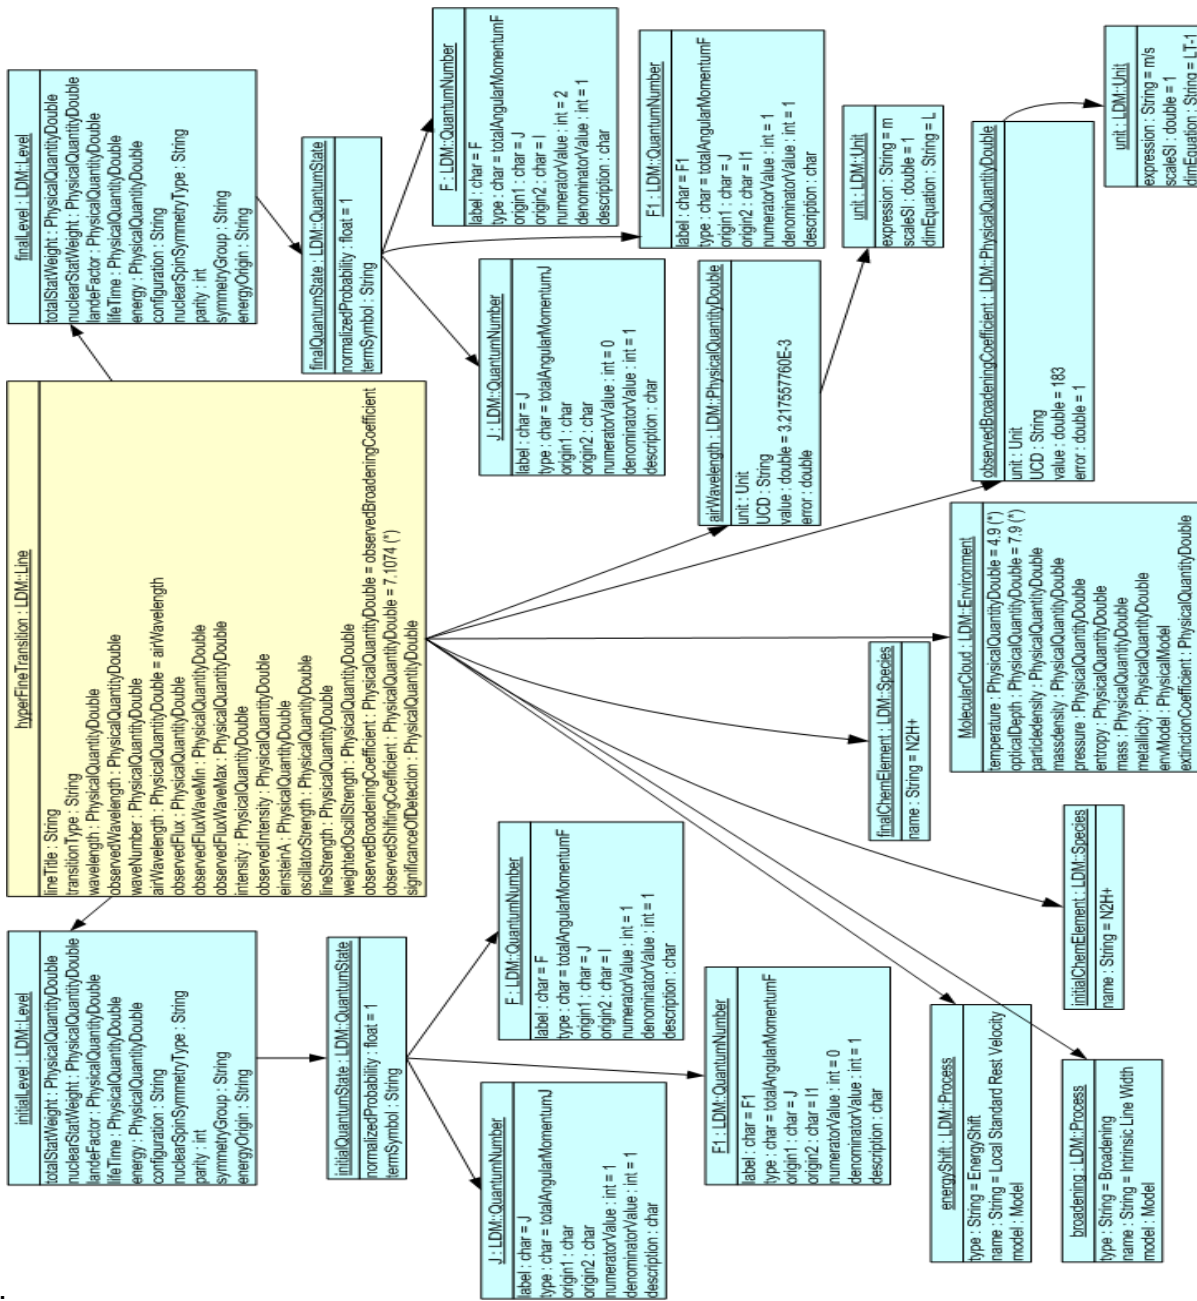 initialLevel : LDM::Level
totalStatWeight : PhysicalQuantityDouble
nuclearStatWeight : PhysicalQuantityDouble
landeFactor : PhysicalQuantityDouble
lifeTime : PhysicalQuantityDouble
energy : PhysicalQuantityDouble
configuration : String
nuclearSpinSymmetryType : String
parity : int
symmetryGroup : String
energyOrigin : String
hyperFineTransition : LDM::Line
lineTitle : String
transitionType : String
wavelength : PhysicalQuantityDouble
observedWavelength : PhysicalQuantityDouble
waveNumber : PhysicalQuantityDouble
airWavelength : PhysicalQuantityDouble = airWavelength
observedFlux : PhysicalQuantityDouble
observedFluxWaveMin : PhysicalQuantityDouble
observedFluxWaveMax : PhysicalQuantityDouble
intensity : PhysicalQuantityDouble
observedIntensity : PhysicalQuantityDouble
einsteinA : PhysicalQuantityDouble
oscillatorStrength : PhysicalQuantityDouble
lineStrength : PhysicalQuantityDouble
weightedOscillStrength : PhysicalQuantityDouble
observedBroadeningCoefficient : PhysicalQuantityDouble = observedBroadeningCoefficient
observedShiftingCoefficient : PhysicalQuantityDouble = 7.1074 (*)
significanceOfDetection : PhysicalQuantityDouble
finalLevel : LDM::Level
totalStatWeight : PhysicalQuantityDouble
nuclearStatWeight : PhysicalQuantityDouble
landeFactor : PhysicalQuantityDouble
lifeTime : PhysicalQuantityDouble
energy : PhysicalQuantityDouble
configuration : String
nuclearSpinSymmetryType : String
parity : int
symmetryGroup : String
energyOrigin : String
initialQuantumState : LDM::QuantumState
normalizedProbability : float = 1
termSymbol : String
finalQuantumState : LDM::QuantumState
normalizedProbability : float = 1
termSymbol : String
J : LDM::QuantumNumber
label : char = J
type : char = totalAngularMomentumJ
origin1 : char
origin2 : char
numeratorValue : int = 1
denominatorValue : int = 1
description : char
F : LDM::QuantumNumber
label : char = F
type : char = totalAngularMomentumF
origin1 : char = J
origin2 : char = I
numeratorValue : int = 1
denominatorValue : int = 1
description : char
J : LDM::QuantumNumber
label : char = J
type : char = totalAngularMomentumJ
origin1 : char
origin2 : char
numeratorValue : int = 0
denominatorValue : int = 1
description : char
F : LDM::QuantumNumber
label : char = F
type : char = totalAngularMomentumF
origin1 : char = J
origin2 : char = I
numeratorValue : int = 2
denominatorValue : int = 1
description : char
F1 : LDM::QuantumNumber
label : char = F1
type : char = totalAngularMomentumF
origin1 : char = J
origin2 : char = I1
numeratorValue : int = 0
denominatorValue : int = 1
description : char
F1 : LDM::QuantumNumber
label : char = F1
type : char = totalAngularMomentumF
origin1 : char = J
origin2 : char = I1
numeratorValue : int = 1
denominatorValue : int = 1
description : char
airWavelength : LDM::PhysicalQuantityDouble
unit : Unit
UCD : String
value : double = 3.217557760E-3
error : double
unit : LDM::Unit
expression : String = m
scaleSI : double = 1
dimEquation : String = L
finalChemElement : LDM::Species
name : String = N2H+
energyShift : LDM::Process
type : String = EnergyShift
name : String = Local Standard Rest Velocity
model : Model
MolecularCloud : LDM::Environment
temperature : PhysicalQuantityDouble = 4.9 (*)
opticalDepth : PhysicalQuantityDouble = 7.9 (*)
particledensity : PhysicalQuantityDouble
massdensity : PhysicalQuantityDouble
pressure : PhysicalQuantityDouble
entropy : PhysicalQuantityDouble
mass : PhysicalQuantityDouble
metallicity : PhysicalQuantityDouble
envModel : PhysicalModel
extinctionCoefficient : PhysicalQuantityDouble
observedBroadeningCoefficient : LDM::PhysicalQuantityDouble
unit : Unit
UCD : String
value : double = 183
error : double = 1
broadening : LDM::Process
type : String = Broadening
name : String = Intrinsic Line Width
model : Model
initialChemElement : LDM::Species
name : String = N2H+
unit : LDM::Unit
expression : String = m/s
scaleSI : double = 1
dimEquation : String = LT-1